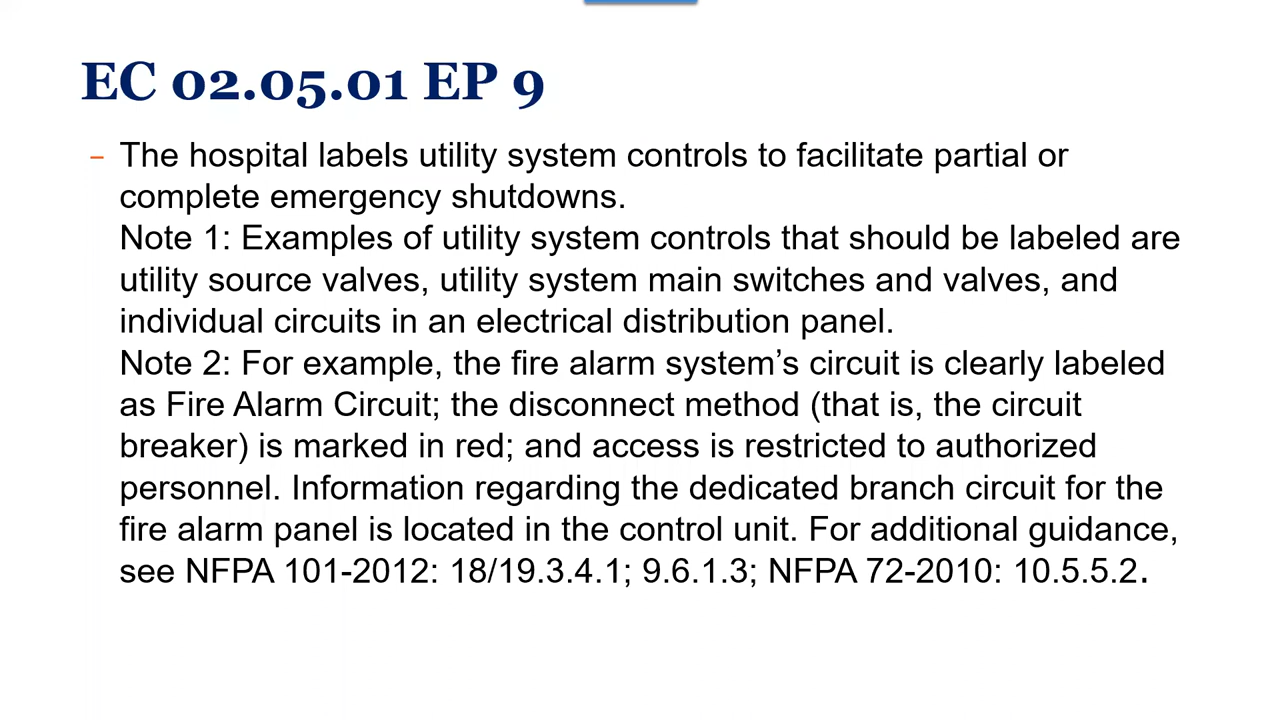 EC 02.05.01 EP 9
– The hospital labels utility system controls to facilitate partial or
complete emergency shutdowns.
Note 1: Examples of utility system controls that should be labeled are
utility source valves, utility system main switches and valves, and
individual circuits in an electrical distribution panel.
Note 2: For example, the fire alarm system’s circuit is clearly labeled
as Fire Alarm Circuit; the disconnect method (that is, the circuit
breaker) is marked in red; and access is restricted to authorized
personnel. Information regarding the dedicated branch circuit for the
fire alarm panel is located in the control unit. For additional guidance,
see NFPA 101-2012: 18/19.3.4.1; 9.6.1.3; NFPA 72-2010: 10.5.5.2.